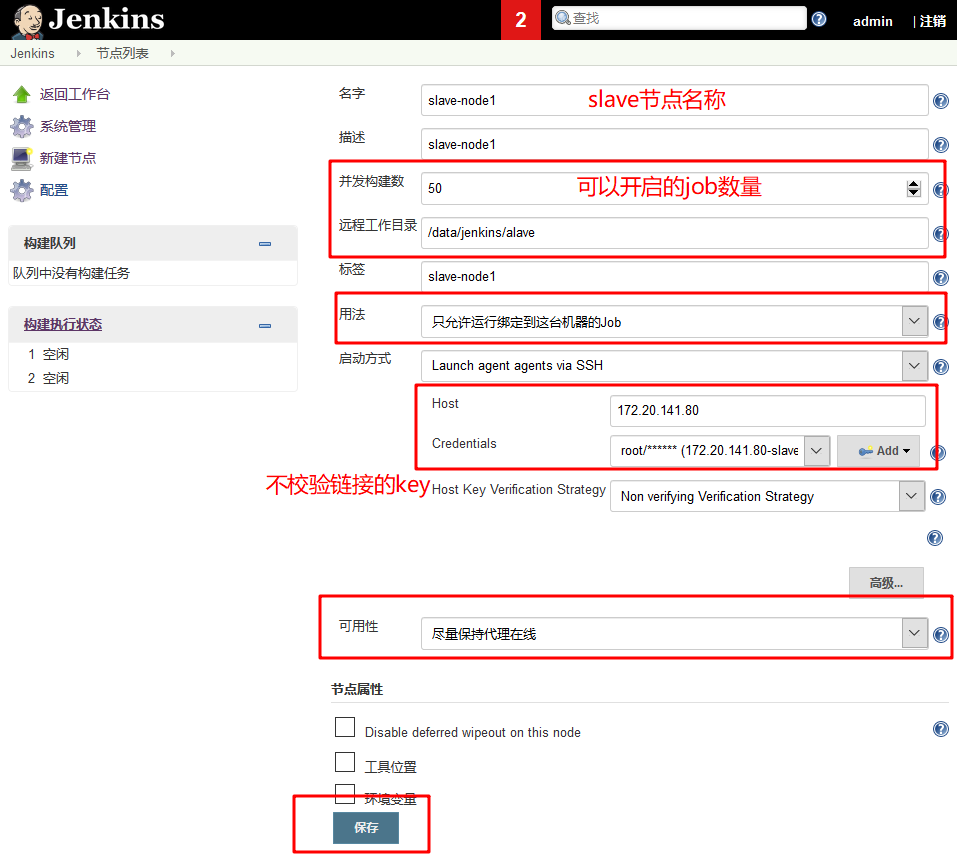 Jenkins
2
查找
admin
| 注销
Jenkins
节点列表
返回工作台
系统管理
新建节点
配置
构建队列
队列中没有构建任务
构建执行状态
1 空闲
2 空闲
名字
slave-node1
slave节点名称
描述
slave-node1
并发构建数
50
可以开启的job数量
远程工作目录
/data/jenkins/alave
标签
slave-node1
用法
只允许运行绑定到这台机器的Job
启动方式
Launch agent agents via SSH
Host
172.20.141.80
Credentials
root/****** (172.20.141.80-slave
Add
不校验链接的key
Host Key Verification Strategy
Non verifying Verification Strategy
高级...
可用性
尽量保持代理在线
节点属性
Disable deferred wipeout on this node
工具位置
环境变量
保存